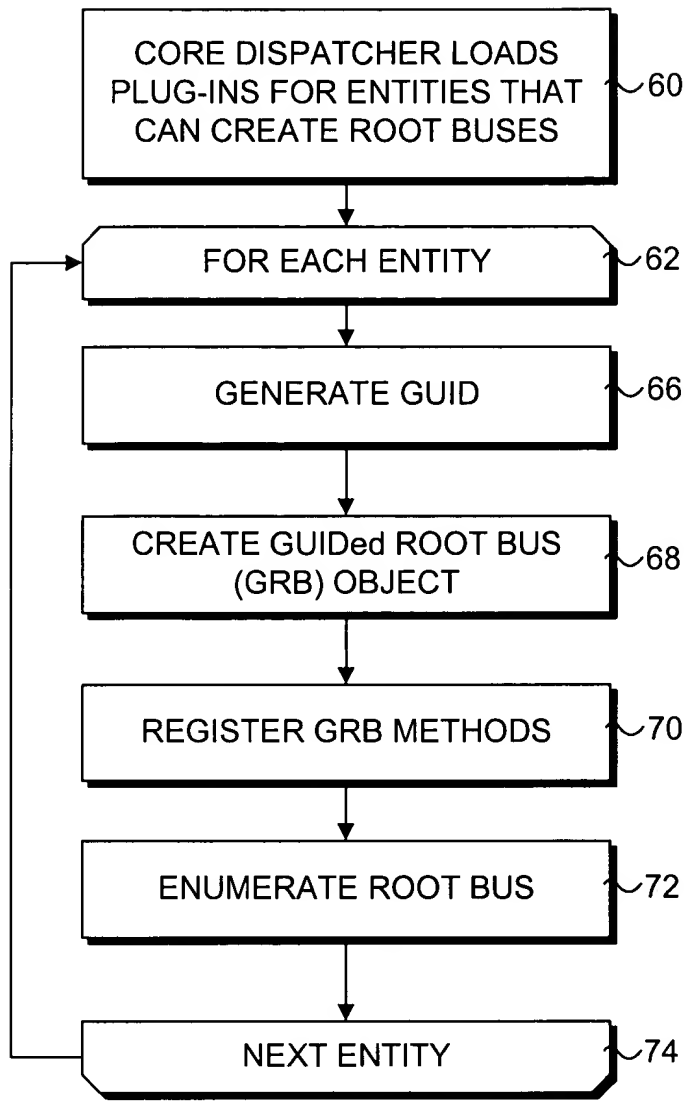 CORE DISPATCHER LOADS
PLUG-INS FOR ENTITIES THAT
CAN CREATE ROOT BUSES
60
FOR EACH ENTITY
62
GENERATE GUID
66
CREATE GUIDed ROOT BUS
(GRB) OBJECT
68
REGISTER GRB METHODS
70
ENUMERATE ROOT BUS
72
NEXT ENTITY
74